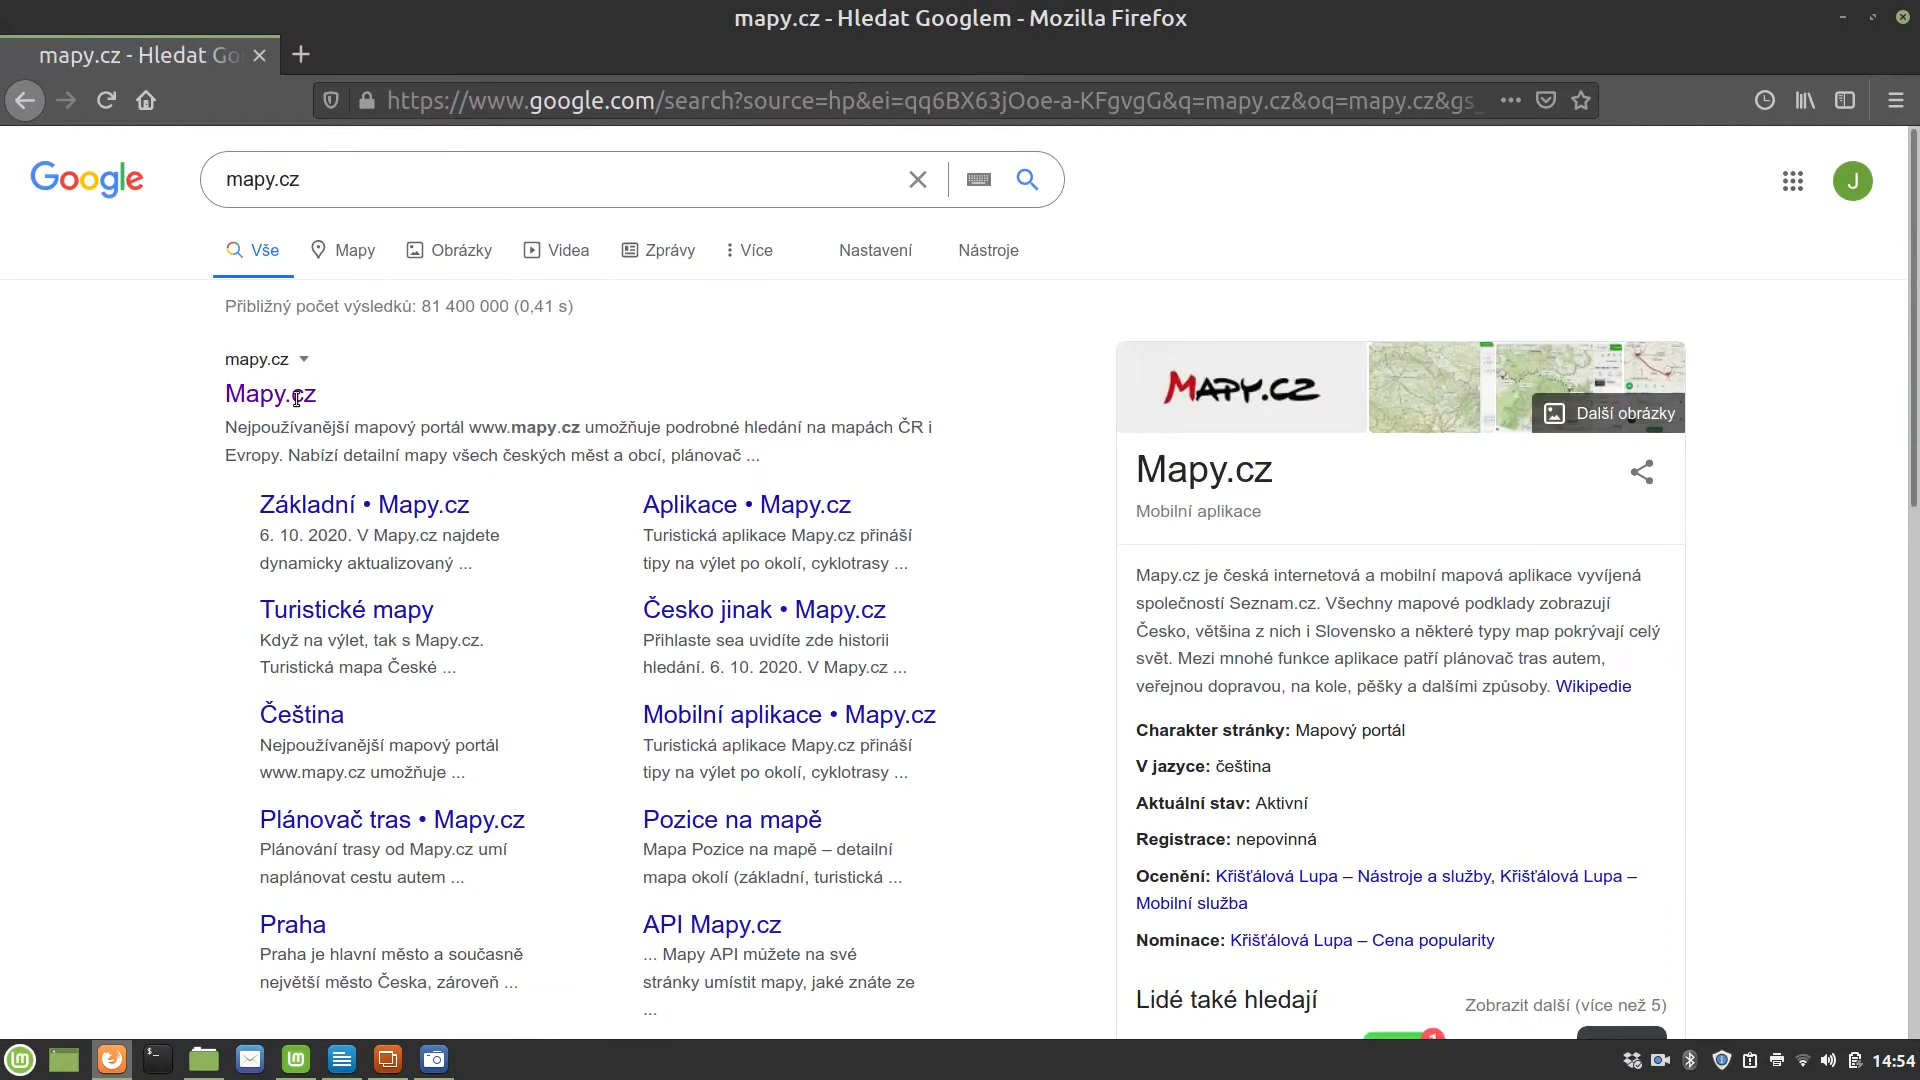 mapy.cz - Hledat Googlem - Mozilla Firefox
mapy.cz - Hledat Go
https://www.google.com/search?source=hp&ei=qq6BX63jOoe-a-KFgvgG&q=mapy.cz&oq=mapy.cz&gs_
Google
mapy.cz
J
Vše Mapy Obrázky Videa Zprávy Více Nastavení Nástroje
Přibližný počet výsledků: 81 400 000 (0,41 s)
mapy.cz
Mapy.cz
Nejpoužívanější mapový portál www.mapy.cz umožňuje podrobné hledání na mapách ČR i
Evropy. Nabízí detailní mapy všech českých měst a obcí, plánovač ...
Základní • Mapy.cz
6. 10. 2020. V Mapy.cz najdete
dynamicky aktualizovaný ...
Turistické mapy
Když na výlet, tak s Mapy.cz.
Turistická mapa České ...
Čeština
Nejpoužívanější mapový portál
www.mapy.cz umožňuje ...
Plánovač tras • Mapy.cz
Plánování trasy od Mapy.cz umí
naplánovat cestu autem ...
Praha
Praha je hlavní město a současně
největší město Česka, zároveň ...
Aplikace • Mapy.cz
Turistická aplikace Mapy.cz přináší
tipy na výlet po okolí, cyklotrasy ...
Česko jinak • Mapy.cz
Přihlaste sea uvidíte zde historii
hledání. 6. 10. 2020. V Mapy.cz ...
Mobilní aplikace • Mapy.cz
Turistická aplikace Mapy.cz přináší
tipy na výlet po okolí, cyklotrasy ...
Pozice na mapě
Mapa Pozice na mapě – detailní
mapa okolí (základní, turistická ...
API Mapy.cz
... Mapy API můžete na své
stránky umístit mapy, jaké znáte ze
...
MAPY.CZ
Další obrázky
Mapy.cz
Mobilní aplikace
Mapy.cz je česká internetová a mobilní mapová aplikace vyvíjená
společností Seznam.cz. Všechny mapové podklady zobrazují
Česko, většina z nich i Slovensko a některé typy map pokrývají celý
svět. Mezi mnohé funkce aplikace patří plánovač tras autem,
veřejnou dopravou, na kole, pěšky a dalšími způsoby. Wikipedie
Charakter stránky: Mapový portál
V jazyce: čeština
Aktuální stav: Aktivní
Registrace: nepovinná
Ocenění: Křišťálová Lupa – Nástroje a služby, Křišťálová Lupa –
Mobilní služba
Nominace: Křišťálová Lupa – Cena popularity
Lidé také hledají
Zobrazit další (více než 5)
14:54